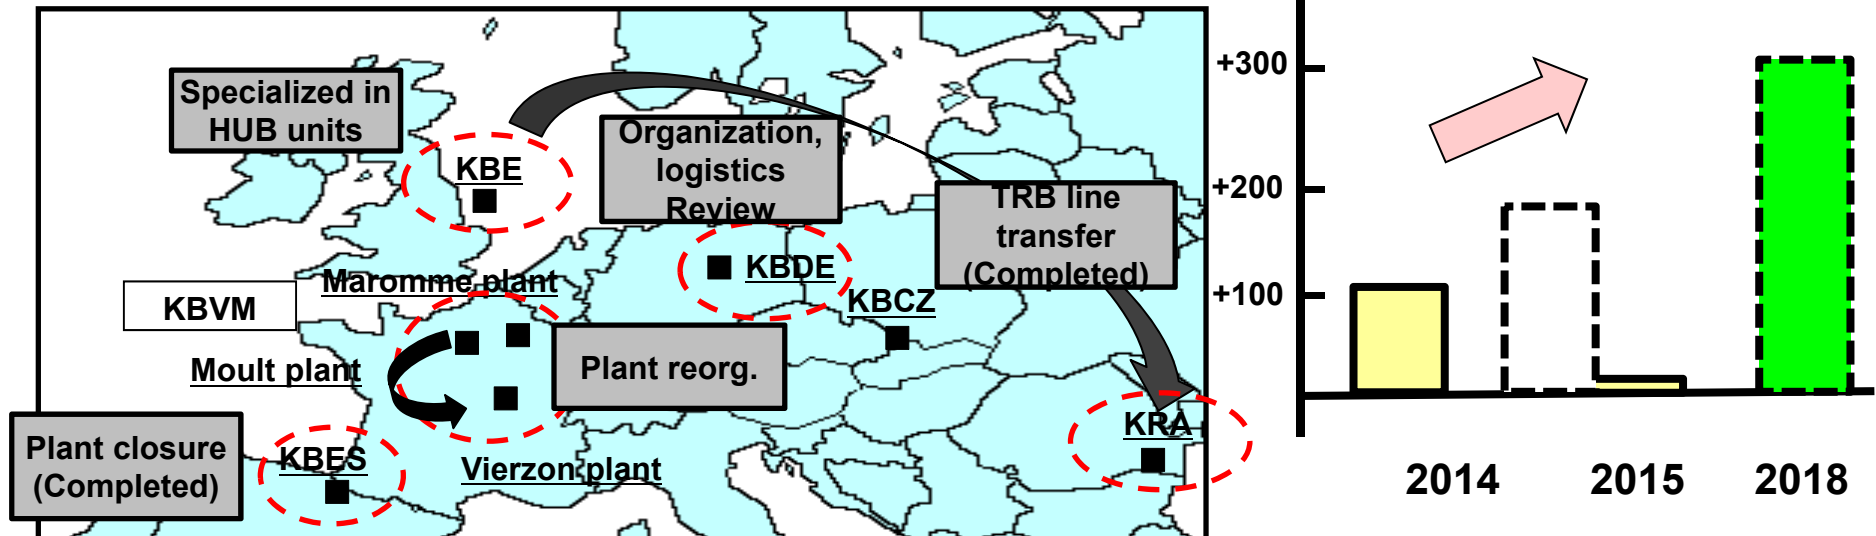 Specialized in
HUB units
KBE
Organization,
logistics
Review
TRB line
transfer
(Completed)
KBDE
KBCZ
Maromme plant
KBVM
Moult plant
Plant reorg.
Plant closure
(Completed)
KBES
Vierzon plant
KRA
+300
+200
+100
2014
2015
2018